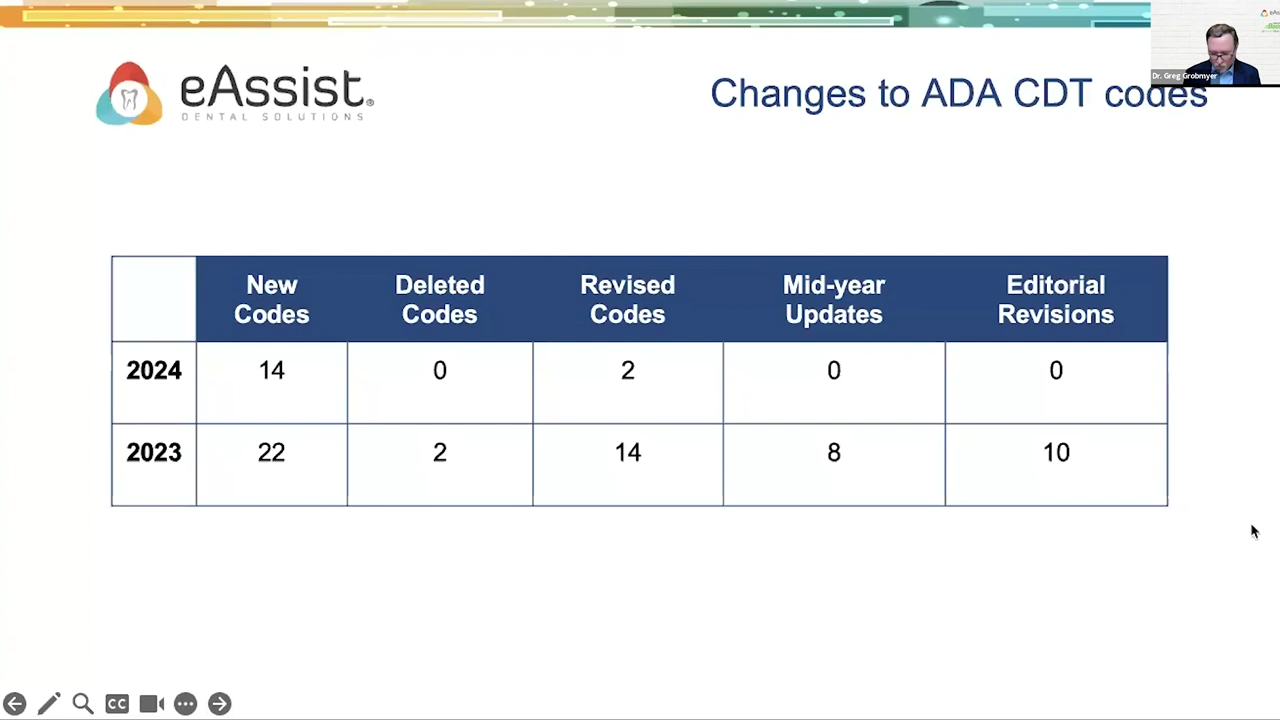 Dr. Greg Grobmyer
eAssist®
DENTAL SOLUTIONS
Changes to ADA CDT codes
New Codes
Deleted Codes
Revised Codes
Mid-year Updates
Editorial Revisions
2024 14 0 2 0 0
2023 22 2 14 8 10
CC